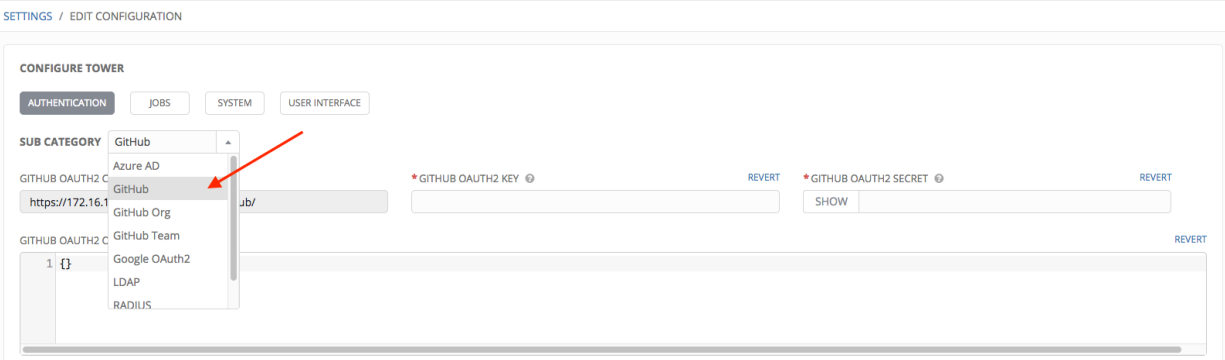 SETTINGS / EDIT CONFIGURATION
CONFIGURE TOWER
AUTHENTICATION JOBS SYSTEM USER INTERFACE
SUB CATEGORY GitHub
Azure AD
GitHub
GitHub Org
GitHub Team
Google OAuth2
LDAP
RADIUS
GITHUB OAUTH2 C
https://172.16.1 ub/
* GITHUB OAUTH2 KEY REVERT
* GITHUB OAUTH2 SECRET REVERT
SHOW
GITHUB OAUTH2 O
REVERT
1 {}